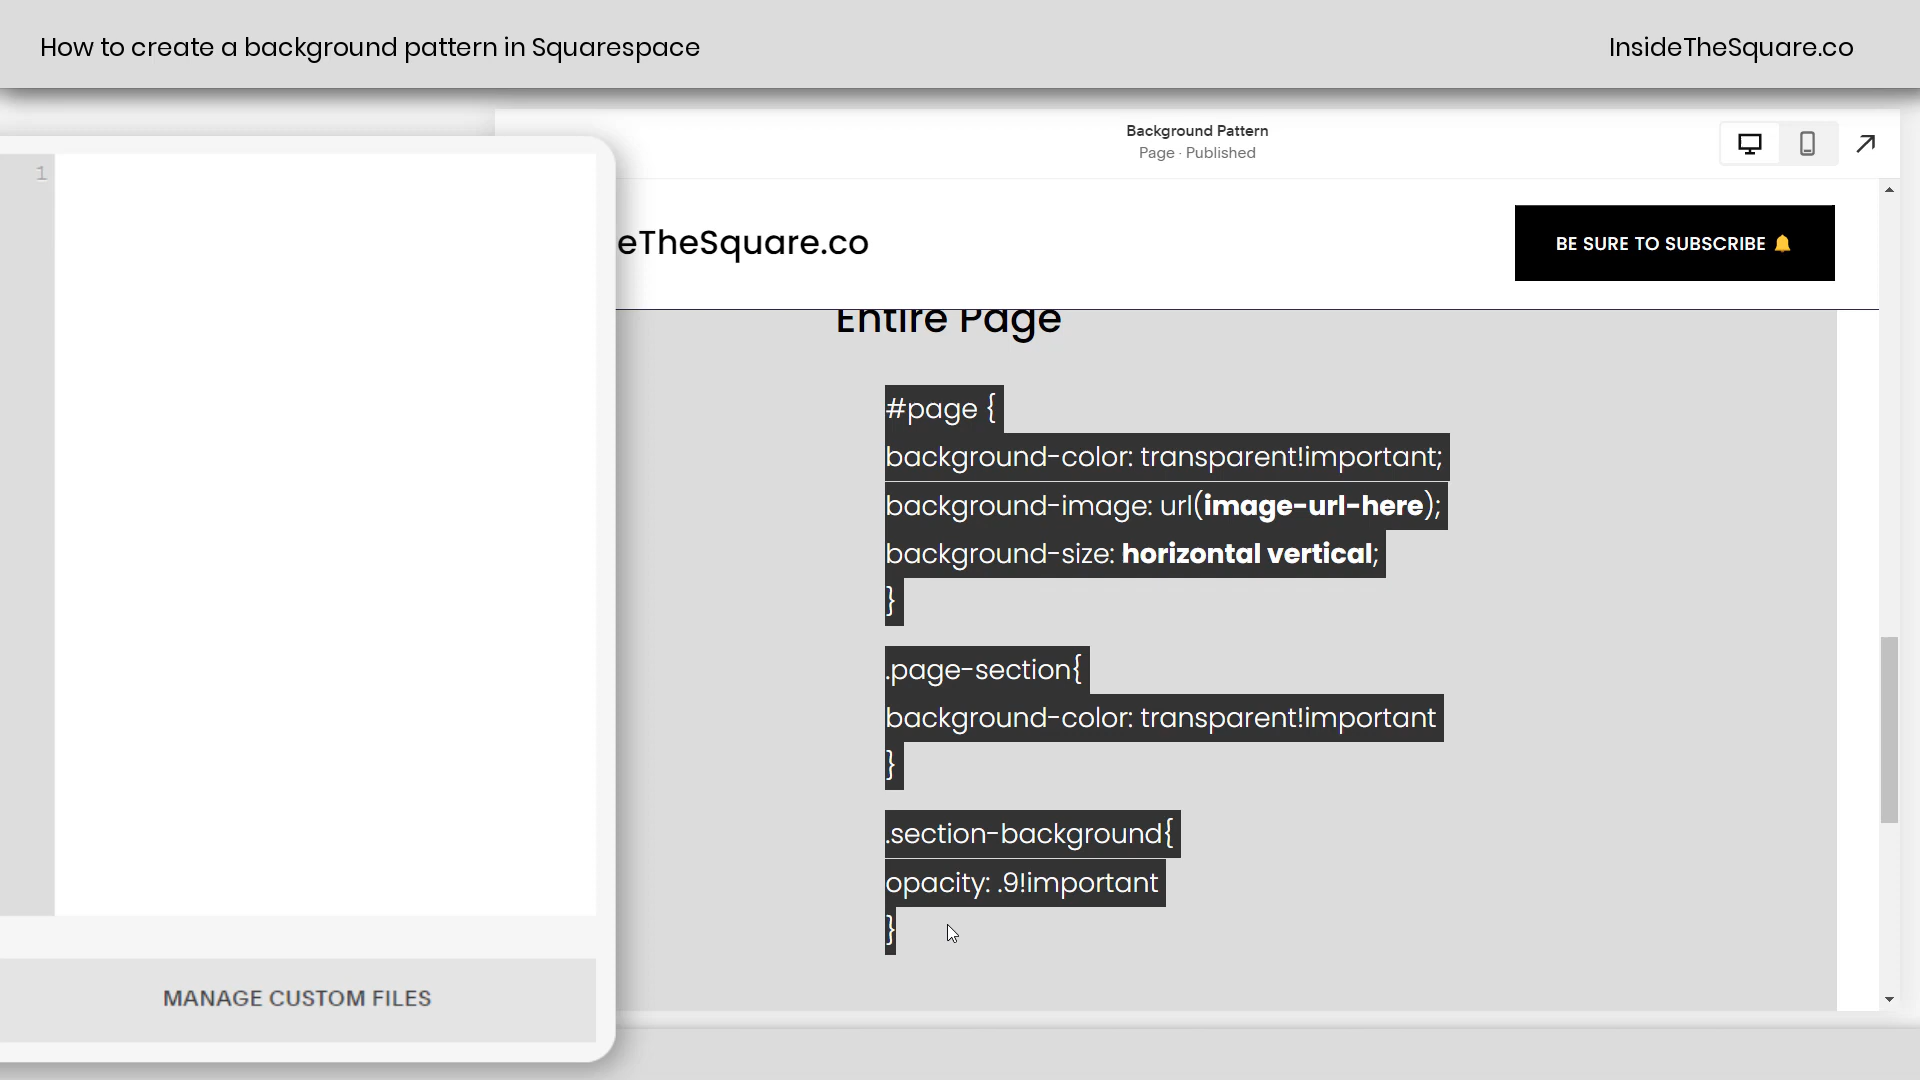 How to create a background pattern in Squarespace
InsideTheSquare.co
Background Pattern
Page · Published
1
eTheSquare.co
BE SURE TO SUBSCRIBE 🔔
Entire Page
#page {
background-color: transparent!important;
background-image: url(image-url-here);
background-size: horizontal vertical;
}
.page-section{
background-color: transparent!important
}
.section-background{
opacity: .9!important
}
MANAGE CUSTOM FILES